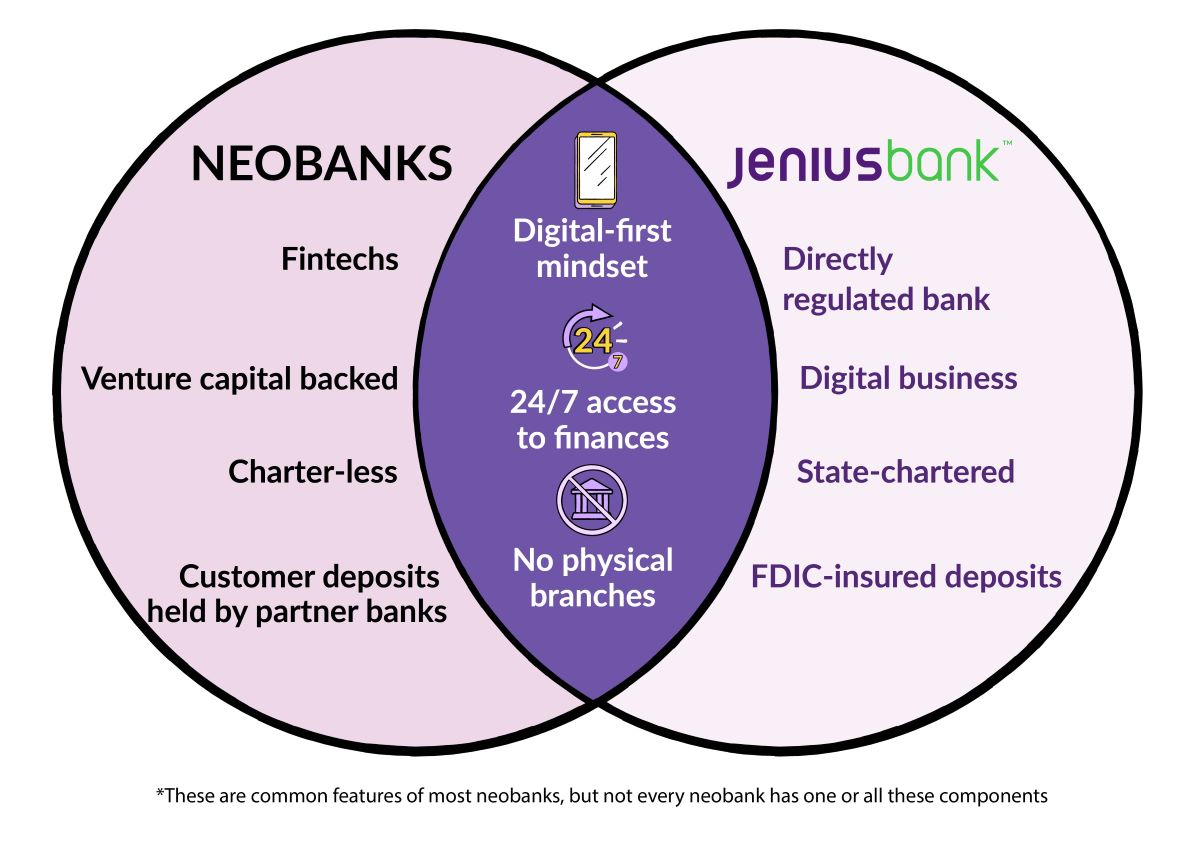 NEOBANKS
Fintechs
Venture capital backed
Charter-less
Customer deposits
held by partner banks
Digital-first
mindset
24
7
24/7 access
to finances
No physical
branches
jeniusbank™
Directly
regulated bank
Digital business
State-chartered
FDIC-insured deposits
*These are common features of most neobanks, but not every neobank has one or all these components